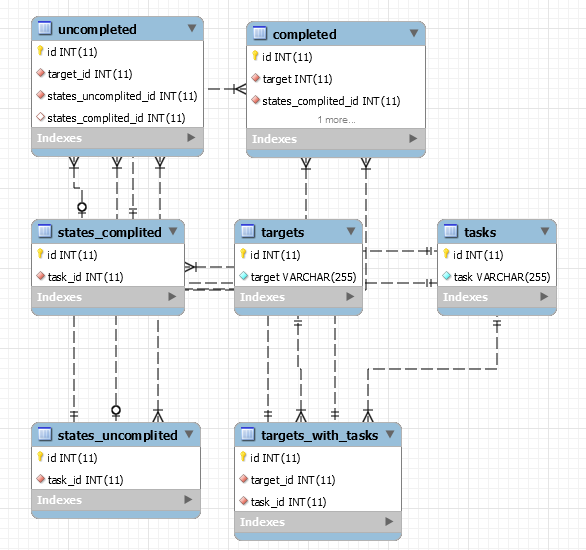 uncompleted
id INT(11)
target_id INT(11)
states_uncomplited_id INT(11)
states_complited_id INT(11)
Indexes
completed
id INT(11)
target INT(11)
states_complited_id INT(11)
1 more...
Indexes
states_complited
id INT(11)
task_id INT(11)
Indexes
targets
id INT(11)
target VARCHAR(255)
Indexes
tasks
id INT(11)
task VARCHAR(255)
Indexes
states_uncomplited
id INT(11)
task_id INT(11)
Indexes
targets_with_tasks
id INT(11)
target_id INT(11)
task_id INT(11)
Indexes